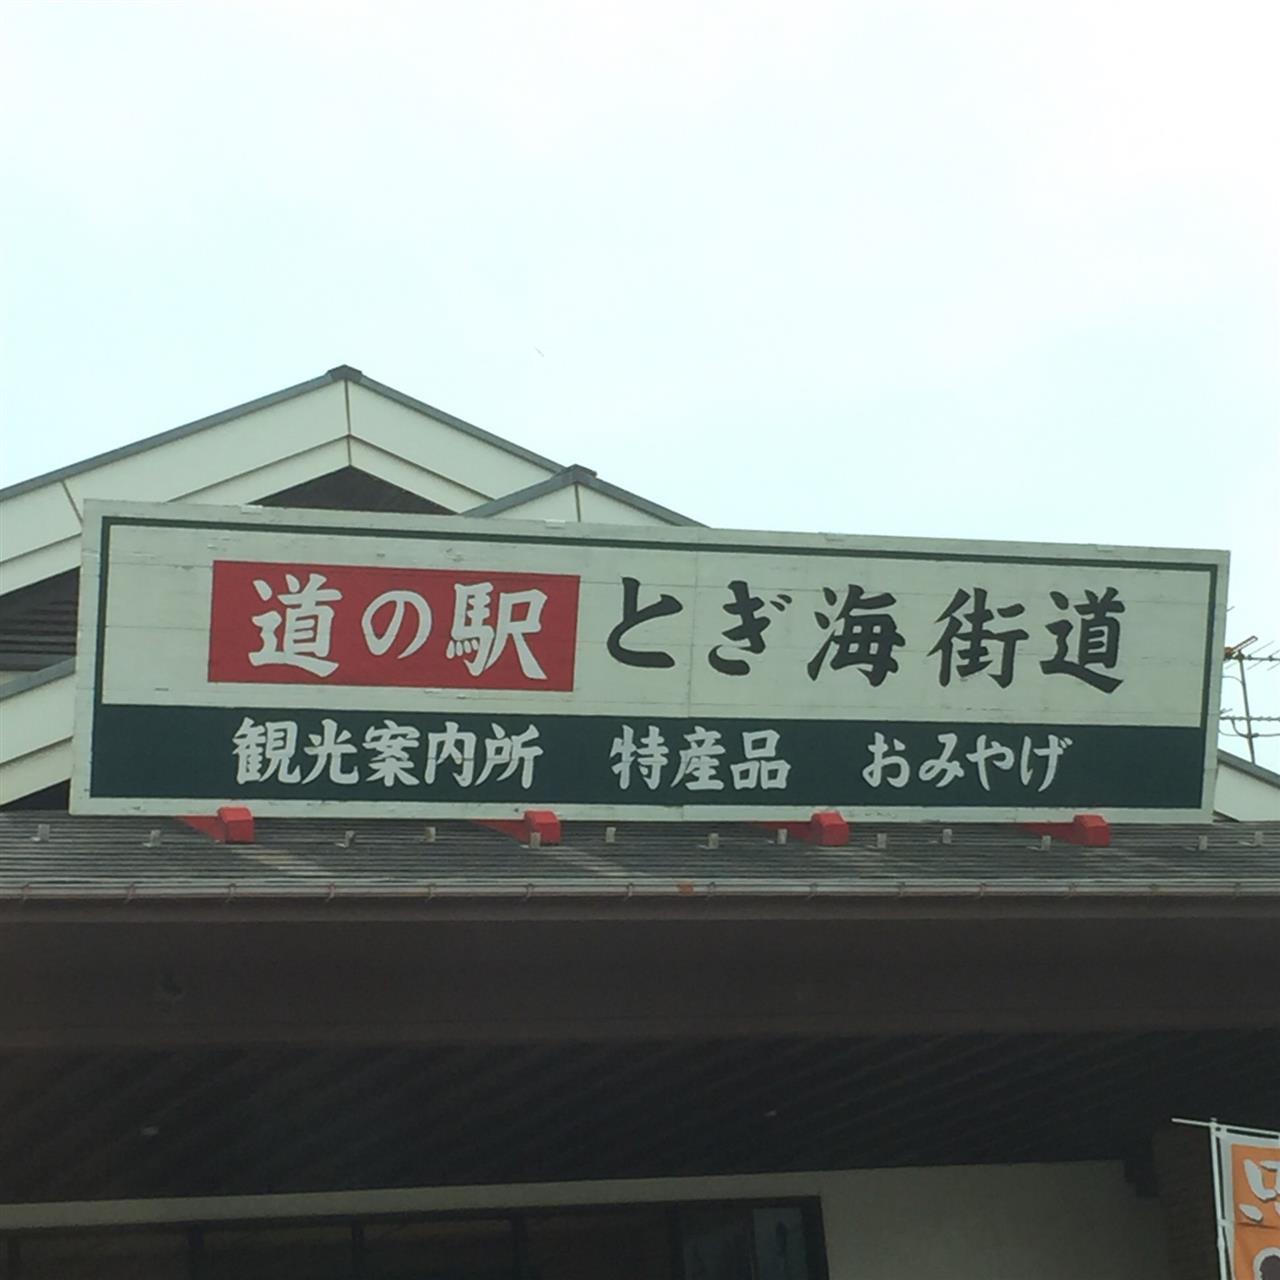 道の駅 とぎ海街道
観光案内所 特産品 おみやげ